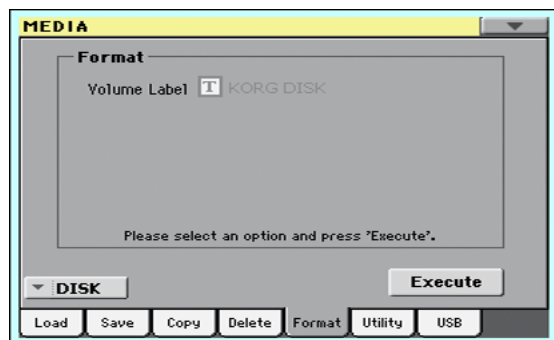 MEDIA
Format
Volume Label T KORG DISK
Please select an option and press 'Execute'.
DISK
Execute
Load Save Copy Delete Format Utility USB